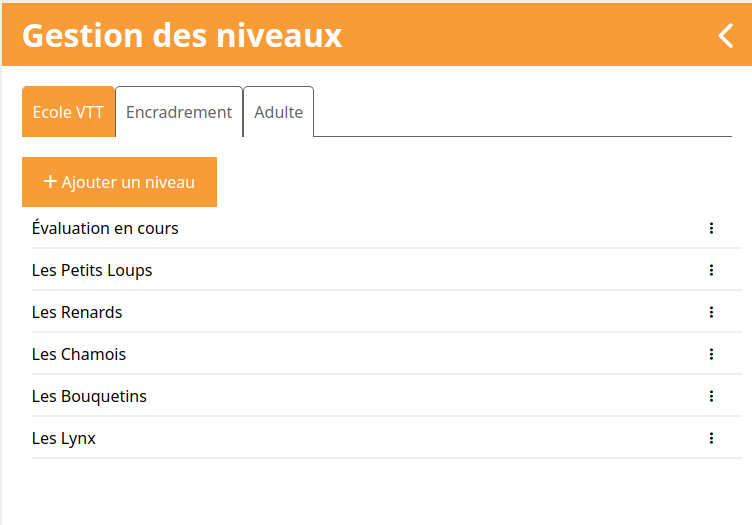 Gestion des niveaux
Ecole VTT Encradrement Adulte
+ Ajouter un niveau
Évaluation en cours
Les Petits Loups
Les Renards
Les Chamois
Les Bouquetins
Les Lynx